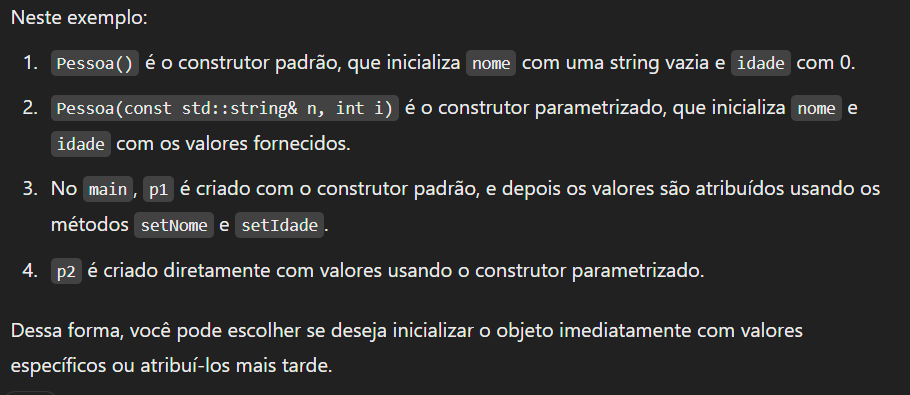 Neste exemplo:
1. Pessoa() é o construtor padrão, que inicializa nome com uma string vazia e idade com 0.
2. Pessoa(const std::string& n, int i) é o construtor parametrizado, que inicializa nome e
idade com os valores fornecidos.
3. No main, p1 é criado com o construtor padrão, e depois os valores são atribuídos usando os
métodos setNome e setIdade.
4. p2 é criado diretamente com valores usando o construtor parametrizado.
Dessa forma, você pode escolher se deseja inicializar o objeto imediatamente com valores
específicos ou atribuí-los mais tarde.